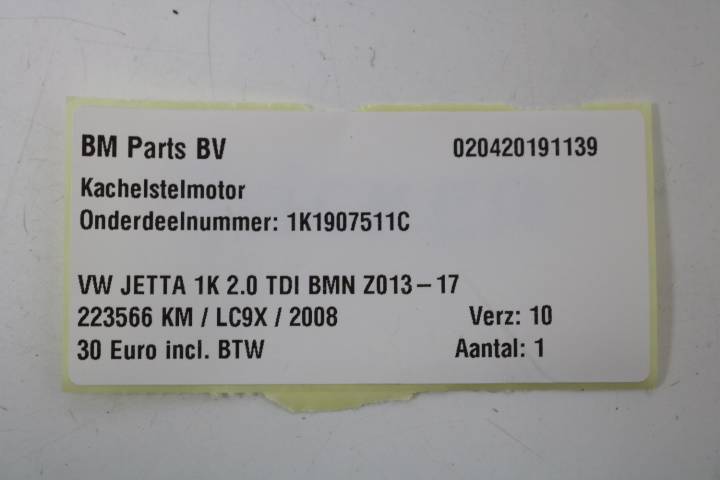 BM Parts BV 020420191139
Kachelstelmotor
Onderdeelnummer: 1K1907511C
VW JETTA 1K 2.0 TDI BMN Z013-17
223566 KM / LC9X / 2008 Verz: 10
30 Euro incl. BTW Aantal: 1